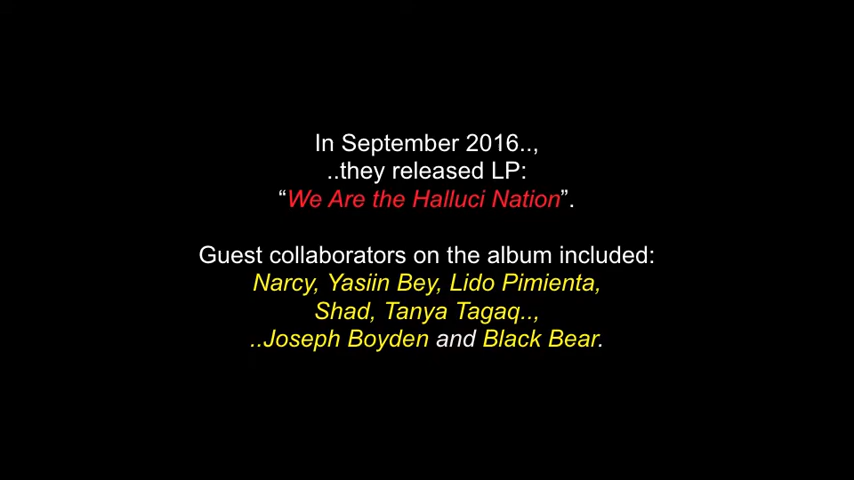 In September 2016..,
..they released LP:
“We Are the Halluci Nation”.
Guest collaborators on the album included:
Narcy, Yasiin Bey, Lido Pimienta,
Shad, Tanya Tagaq..,
..Joseph Boyden and Black Bear.